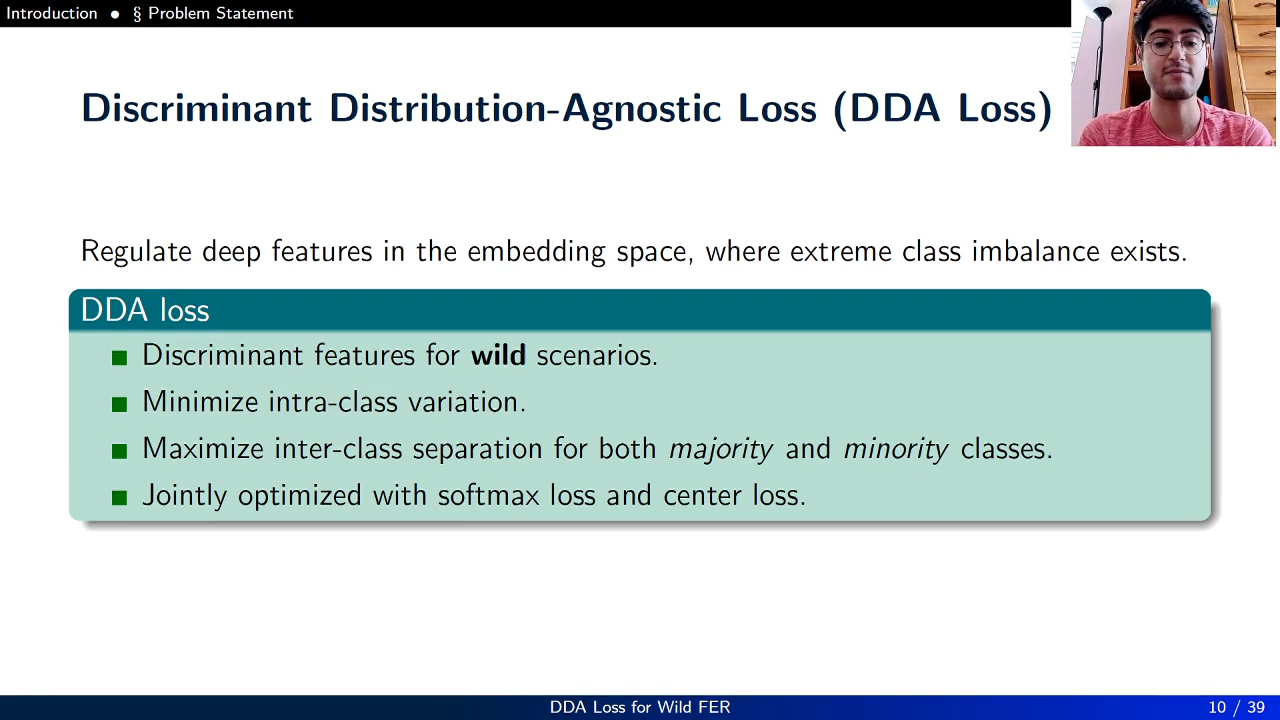 Introduction ● § Problem Statement
Discriminant Distribution-Agnostic Loss (DDA Loss)
Regulate deep features in the embedding space, where extreme class imbalance exists.
DDA loss
■ Discriminant features for wild scenarios.
■ Minimize intra-class variation.
■ Maximize inter-class separation for both majority and minority classes.
■ Jointly optimized with softmax loss and center loss.
DDA Loss for Wild FER
10 / 39